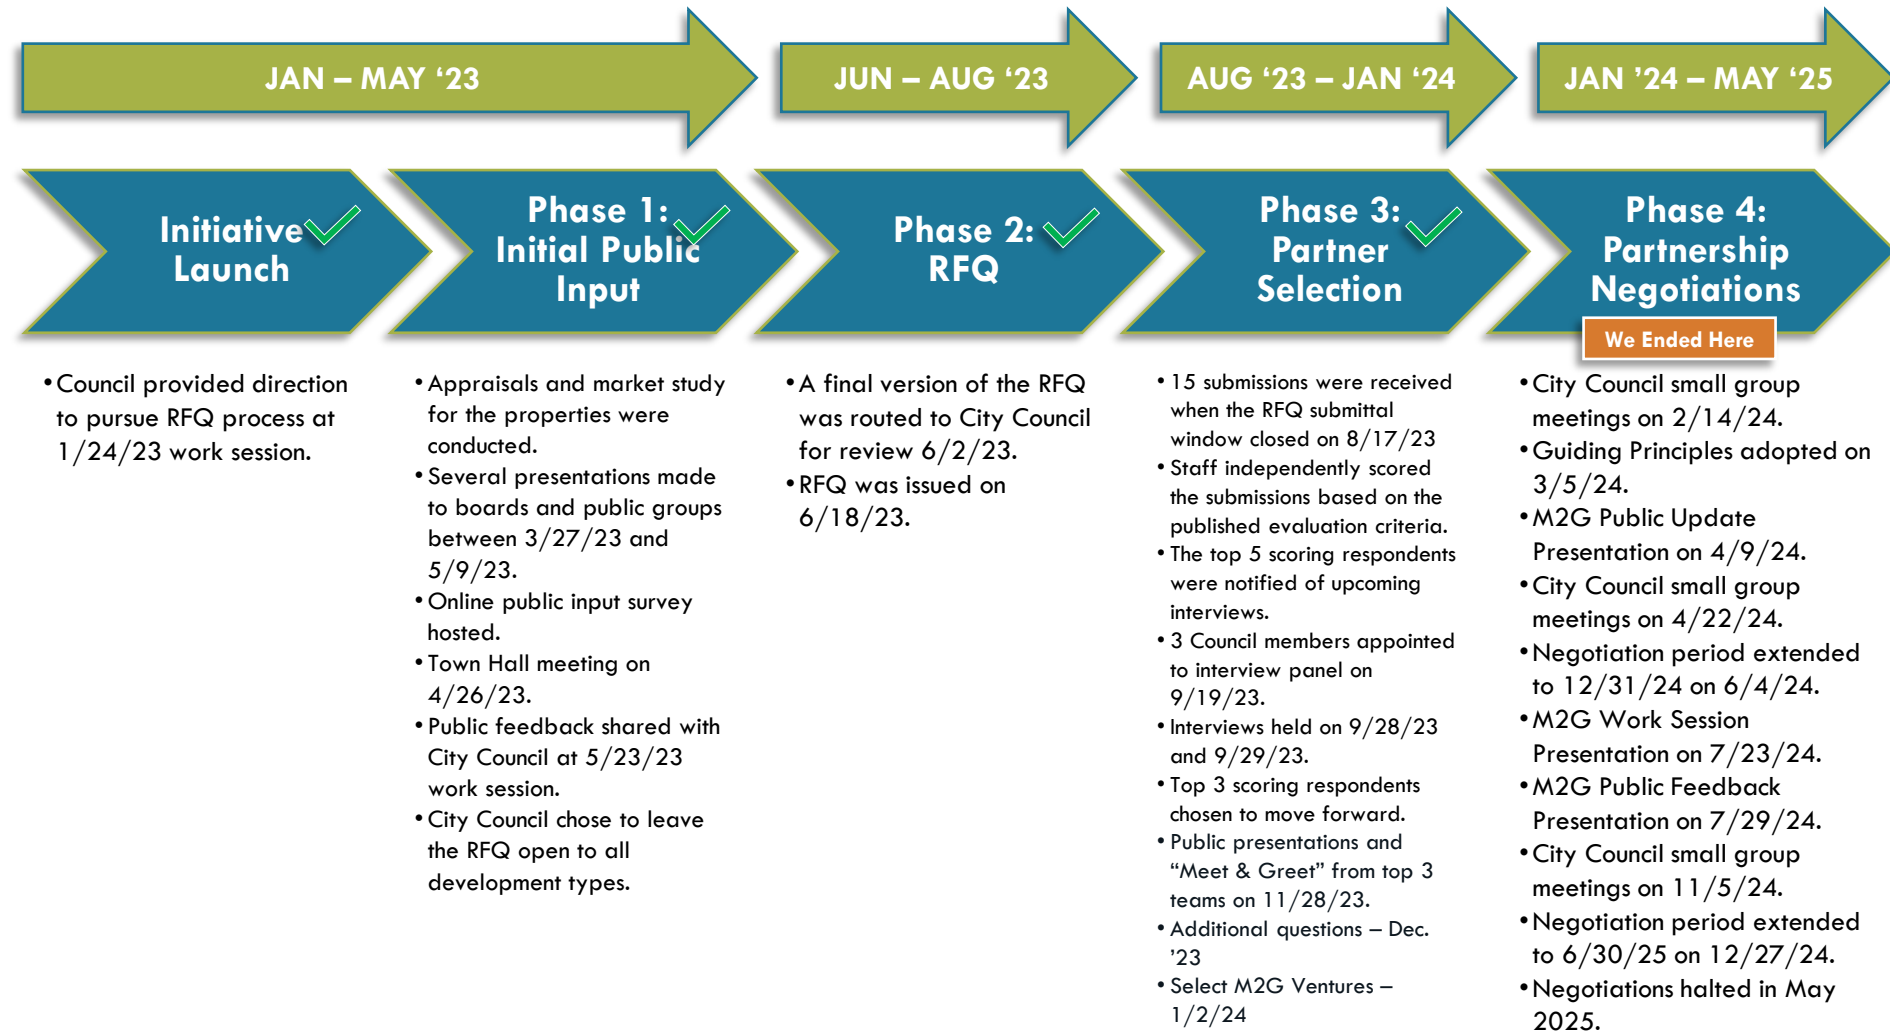 JAN – MAY ‘23
JUN – AUG ‘23
AUG ‘23 – JAN ‘24
JAN ’24 – MAY ‘25
Initiative
Launch
Phase 1:
Initial Public
Input
Phase 2:
RFQ
Phase 3:
Partner
Selection
Phase 4:
Partnership
Negotiations
We Ended Here
•Council provided direction
to pursue RFQ process at
1/24/23 work session.
•Appraisals and market study
for the properties were
conducted.
•Several presentations made
to boards and public groups
between 3/27/23 and
5/9/23.
•Online public input survey
hosted.
•Town Hall meeting on
4/26/23.
•Public feedback shared with
City Council at 5/23/23
work session.
•City Council chose to leave
the RFQ open to all
development types.
•A final version of the RFQ
was routed to City Council
for review 6/2/23.
•RFQ was issued on
6/18/23.
•15 submissions were received
when the RFQ submittal
window closed on 8/17/23
•Staff independently scored
the submissions based on the
published evaluation criteria.
•The top 5 scoring respondents
were notified of upcoming
interviews.
•3 Council members appointed
to interview panel on
9/19/23.
•Interviews held on 9/28/23
and 9/29/23.
•Top 3 scoring respondents
chosen to move forward.
•Public presentations and
“Meet & Greet” from top 3
teams on 11/28/23.
•Additional questions – Dec.
’23
•Select M2G Ventures –
1/2/24
•City Council small group
meetings on 2/14/24.
•Guiding Principles adopted on
3/5/24.
•M2G Public Update
Presentation on 4/9/24.
•City Council small group
meetings on 4/22/24.
•Negotiation period extended
to 12/31/24 on 6/4/24.
•M2G Work Session
Presentation on 7/23/24.
•M2G Public Feedback
Presentation on 7/29/24.
•City Council small group
meetings on 11/5/24.
•Negotiation period extended
to 6/30/25 on 12/27/24.
•Negotiations halted in May
2025.